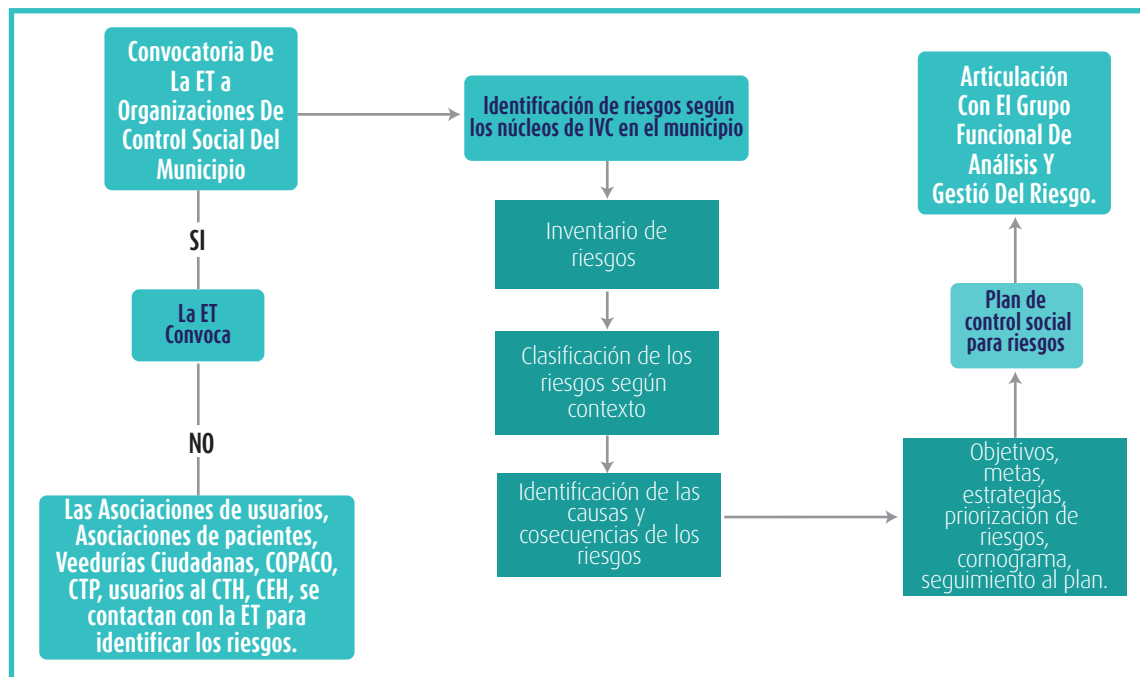 Convocatoria De
La ET a
Organizaciones De
Control Social Del
Municipio
SI
La ET
Convoca
NO
Las Asociaciones de usuarios,
Asociaciones de pacientes,
Veedurías Ciudadanas, COPACO,
CTP, usuarios al CTH, CEH, se
contactan con la ET para
identificar los riesgos.
Identificación de riesgos según
los núcleos de IVC en el municipio
Inventario de
riesgos
Clasificación de los
riesgos según
contexto
Identificación de las
causas y
cosecuencias de los
riesgos
Objetivos,
metas,
estrategias,
priorización de
riesgos,
cornograma,
seguimiento al plan.
Plan de
control social
para riesgos
Articulación
Con El Grupo
Funcional De
Análisis Y
Gestió Del Riesgo.